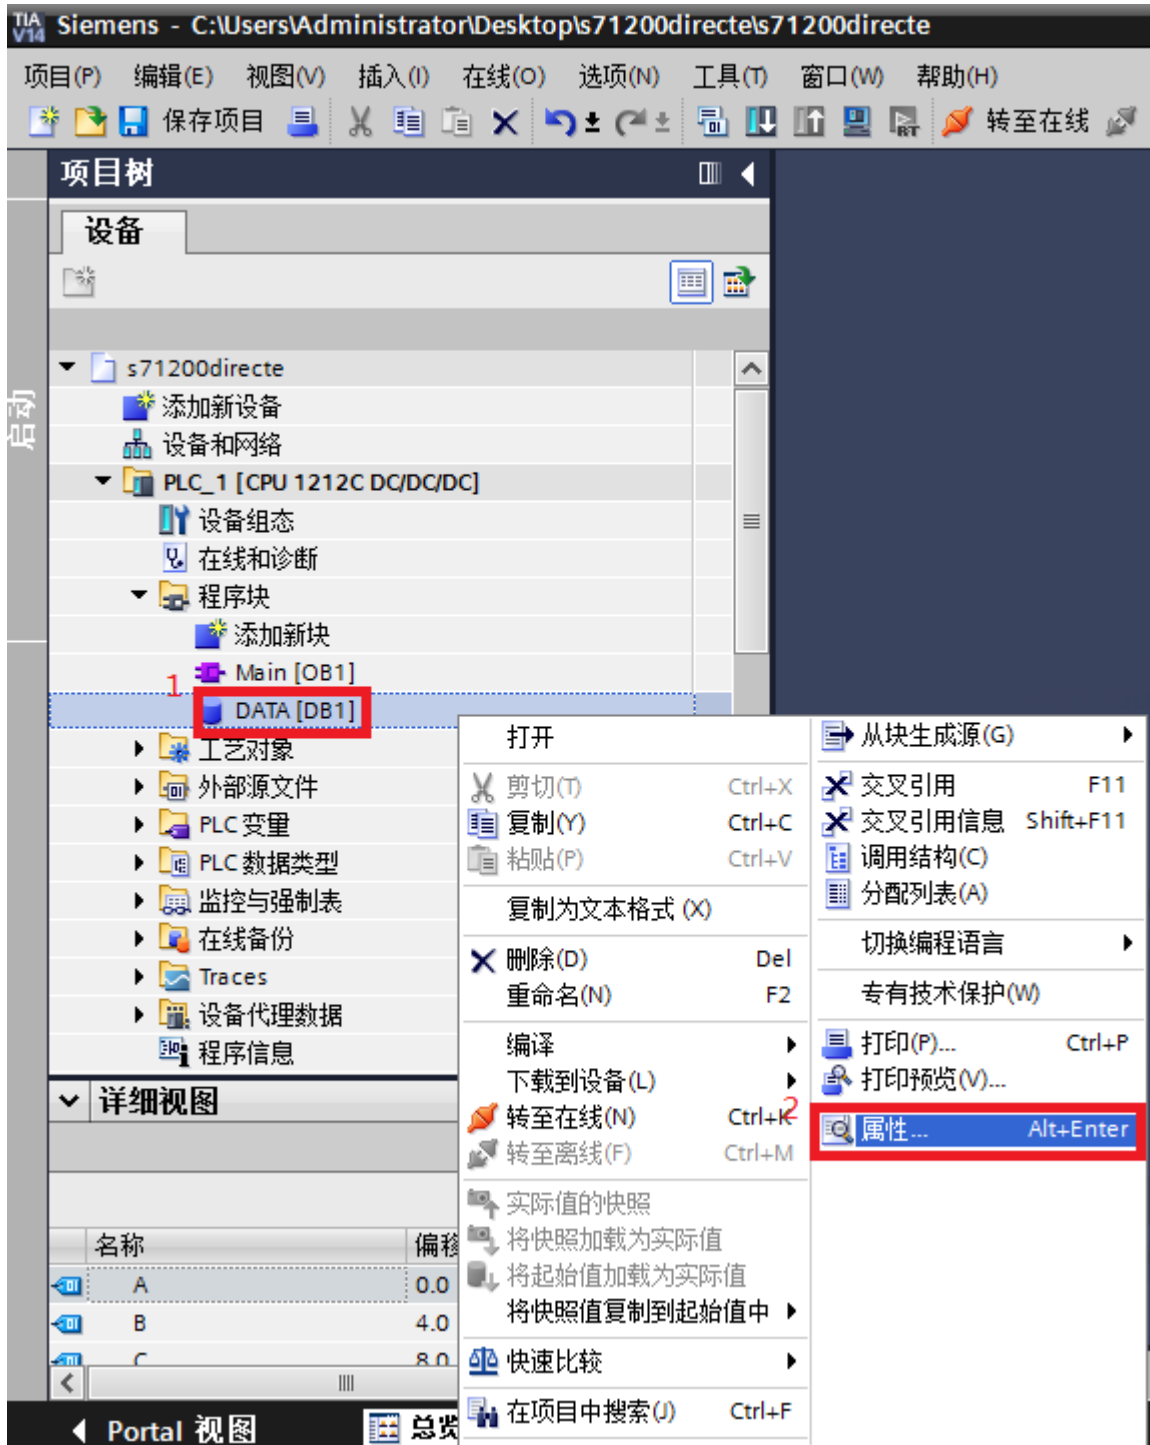 TIA V14 Siemens - C:\Users\Administrator\Desktop\s71200directe\s71200directe
项目(P) 编辑(E) 视图(V) 插入(I) 在线(O) 选项(N) 工具(T) 窗口(W) 帮助(H)
保存项目 RT 转至在线
项目树
设备
启动
s71200directe
添加新设备
设备和网络
PLC_1 [CPU 1212C DC/DC/DC]
设备组态
在线和诊断
程序块
添加新块
Main [OB1]
1
DATA [DB1]
工艺对象
外部源文件
PLC 变量
PLC 数据类型
监控与强制表
在线备份
Traces
设备代理数据
程序信息
详细视图
名称 偏移
A 0.0
B 4.0
C 8.0
Portal 视图 总览
打开
剪切(T) Ctrl+X
复制(Y) Ctrl+C
粘贴(P) Ctrl+V
复制为文本格式 (X)
删除(D) Del
重命名(N) F2
编译
下载到设备(L)
转至在线(N) Ctrl+K
转至离线(F) Ctrl+M
实际值的快照
将快照加载为实际值
将起始值加载为实际值
将快照值复制到起始值中
快速比较
在项目中搜索(J) Ctrl+F
从块生成源(G)
交叉引用 F11
交叉引用信息 Shift+F11
调用结构(C)
分配列表(A)
切换编程语言
专有技术保护(W)
打印(P)... Ctrl+P
打印预览(V)...
2
属性... Alt+Enter